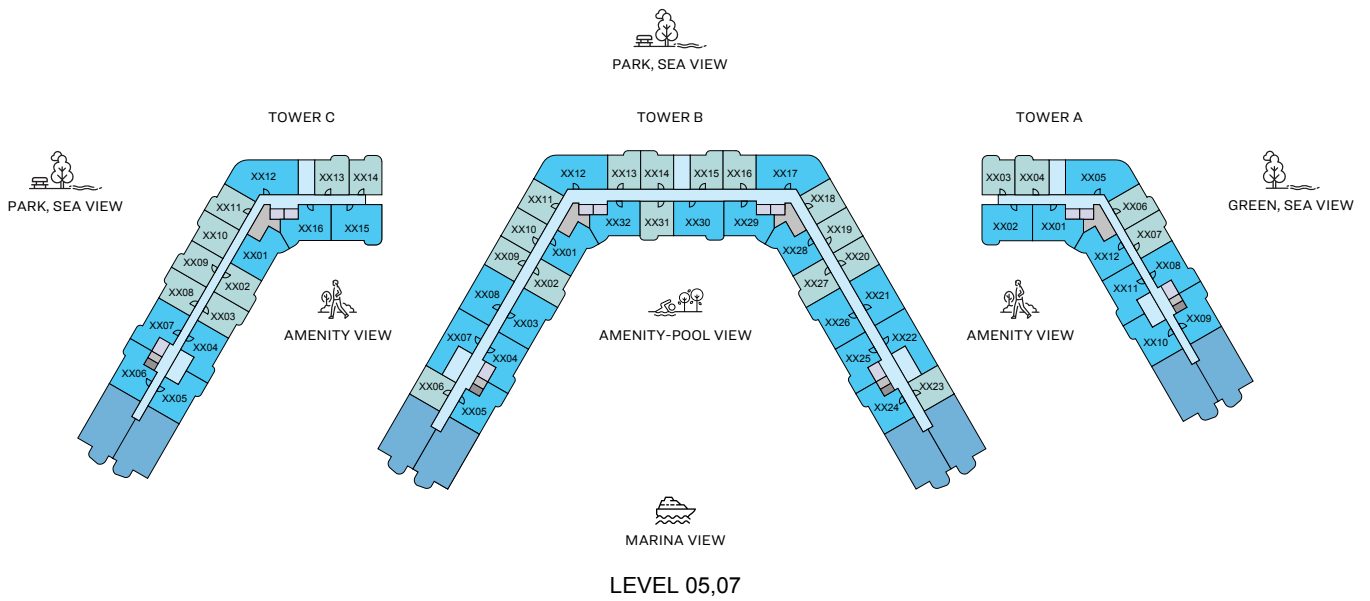 PARK, SEA VIEW
TOWER C
TOWER B
TOWER A
PARK, SEA VIEW
GREEN, SEA VIEW
XX12
XX13
XX14
XX11
XX10
XX09
XX08
XX07
XX06
XX05
XX04
XX03
XX02
XX01
XX16
XX15
XX12
XX13
XX14
XX15
XX16
XX17
XX11
XX10
XX09
XX08
XX07
XX06
XX05
XX04
XX03
XX02
XX01
XX32
XX31
XX30
XX29
XX28
XX27
XX26
XX25
XX24
XX18
XX19
XX20
XX21
XX22
XX23
XX03
XX04
XX05
XX02
XX01
XX06
XX07
XX08
XX09
XX12
XX11
XX10
AMENITY VIEW
AMENITY-POOL VIEW
AMENITY VIEW
MARINA VIEW
LEVEL 05,07